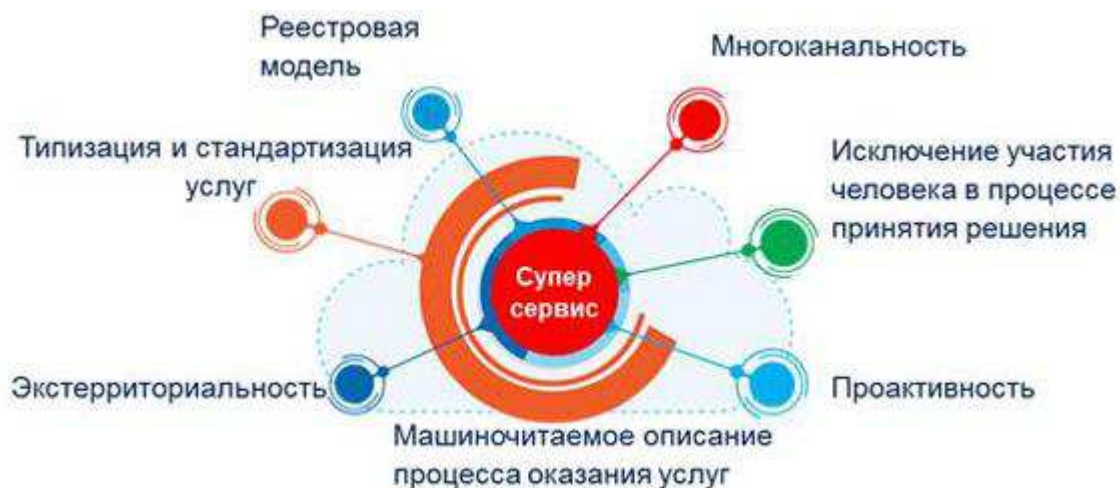 Реестровая
модель
Многоканальность
Типизация и стандартизация
услуг
Исключение участия
человека в процессе
принятия решения
Супер
сервис
Экстерриториальность
Проактивность
Машиночитаемое описание
процесса оказания услуг